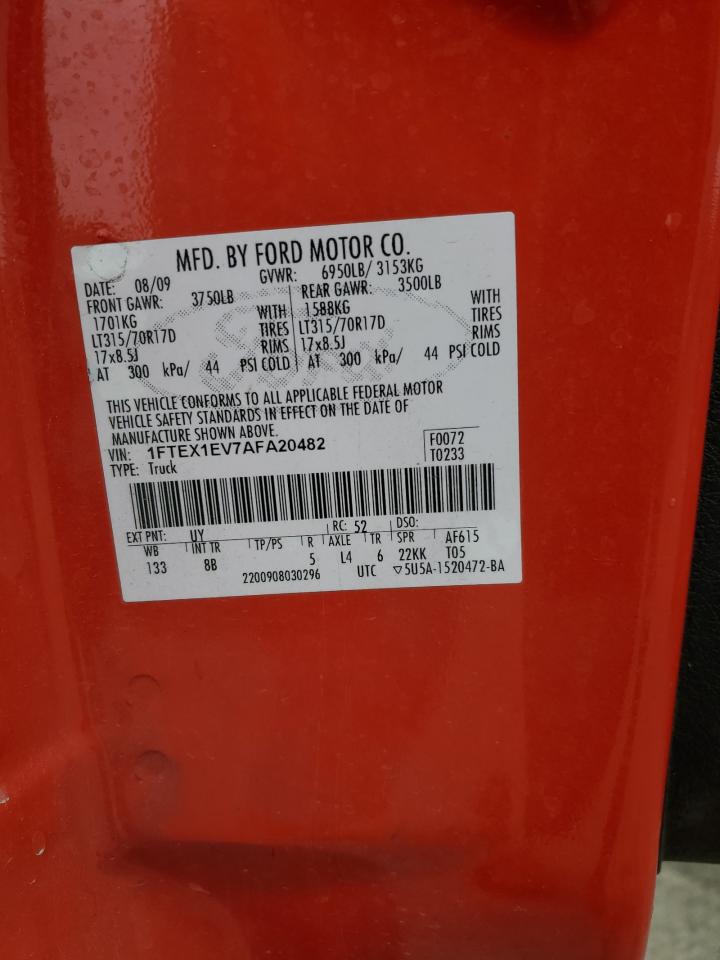 MFD. BY FORD MOTOR CO.
DATE: 08/09 GVWR: 6950LB/ 3153KG
FRONT GAWR: 3750LB REAR GAWR: 3500LB
1701KG WITH 1588KG WITH
LT315/70R17D TIRES LT315/70R17D TIRES
17x8.5J RIMS 17x8.5J RIMS
AT 300 kPa/ 44 PSI COLD AT 300 kPa/ 44 PSI COLD
THIS VEHICLE CONFORMS TO ALL APPLICABLE FEDERAL MOTOR
VEHICLE SAFETY STANDARDS IN EFFECT ON THE DATE OF
MANUFACTURE SHOWN ABOVE.
VIN: 1FTEX1EV7AFA20482 F0072
TYPE: Truck T0233
EXT PNT: UY RC: 52 DSO:
WB INT TR TP/PS R AXLE TR SPR AF615
133 8B 5 L4 6 22KK T05
2200908030296 UTC ▽5U5A-1520472-BA